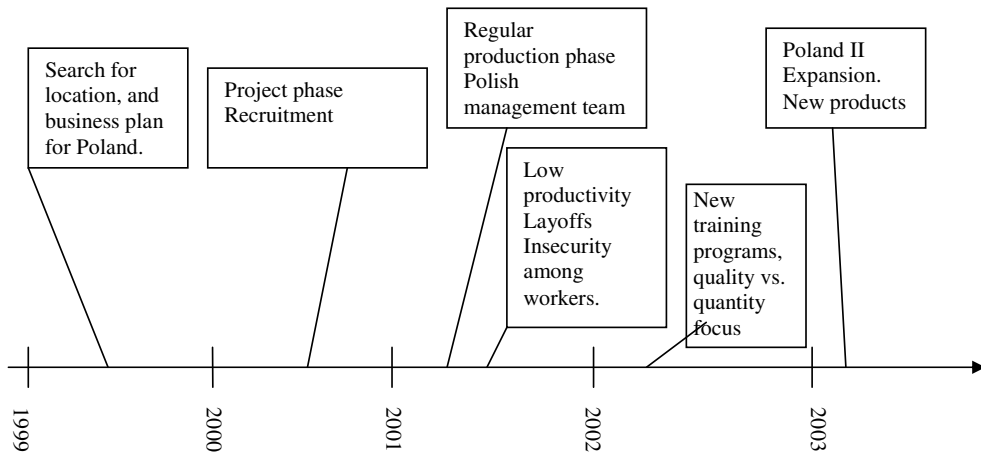 Search for
location, and
business plan
for Poland.
Project phase
Recruitment
Regular
production phase
Polish
management team
Low
productivity
Layoffs
Insecurity
among
workers.
New
training
programs,
quality vs.
quantity
focus
Poland II
Expansion.
New products
1999
2000
2001
2002
2003